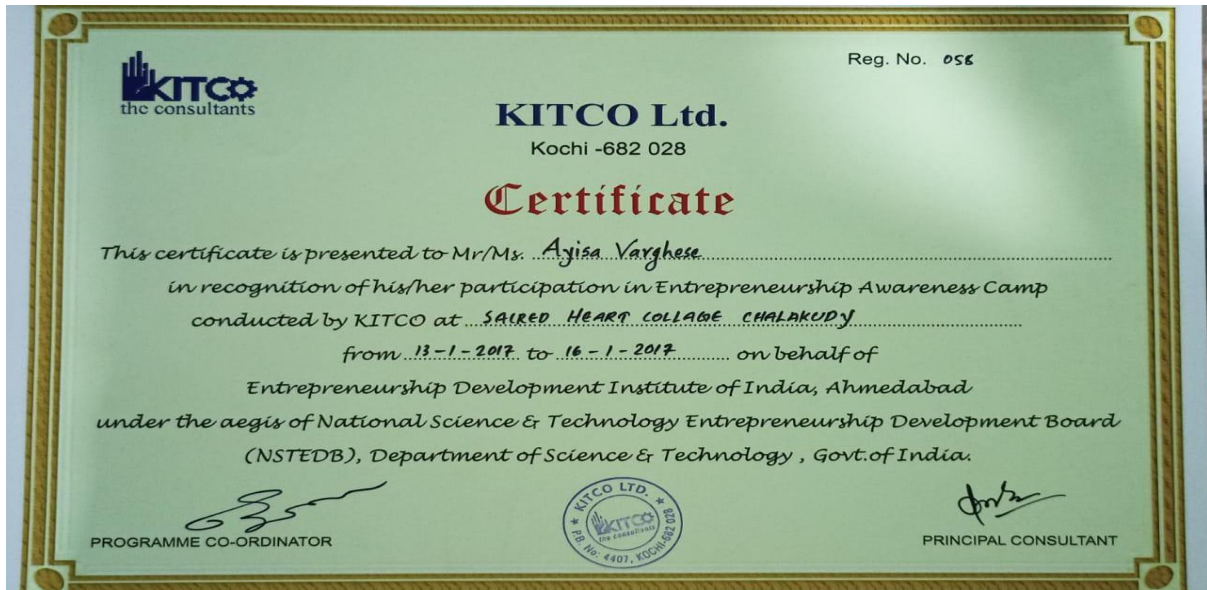 KITCO
the consultants
Reg. No. 058
KITCO Ltd.
Kochi -682 028
Certificate
This certificate is presented to Mr/Ms. Ayisa Varghese
in recognition of his/her participation in Entrepreneurship Awareness Camp
conducted by KITCO at SACRED HEART COLLAGE CHALAKUDY
from 13-1-2017 to 16-1-2017 on behalf of
Entrepreneurship Development Institute of India, Ahmedabad
under the aegis of National Science & Technology Entrepreneurship Development Board
(NSTEDB), Department of Science & Technology , Govt.of India.
KITCO LTD.
KITCO
the consultants
P.B. No: 4407, KOCHI-682 028
PROGRAMME CO-ORDINATOR
PRINCIPAL CONSULTANT